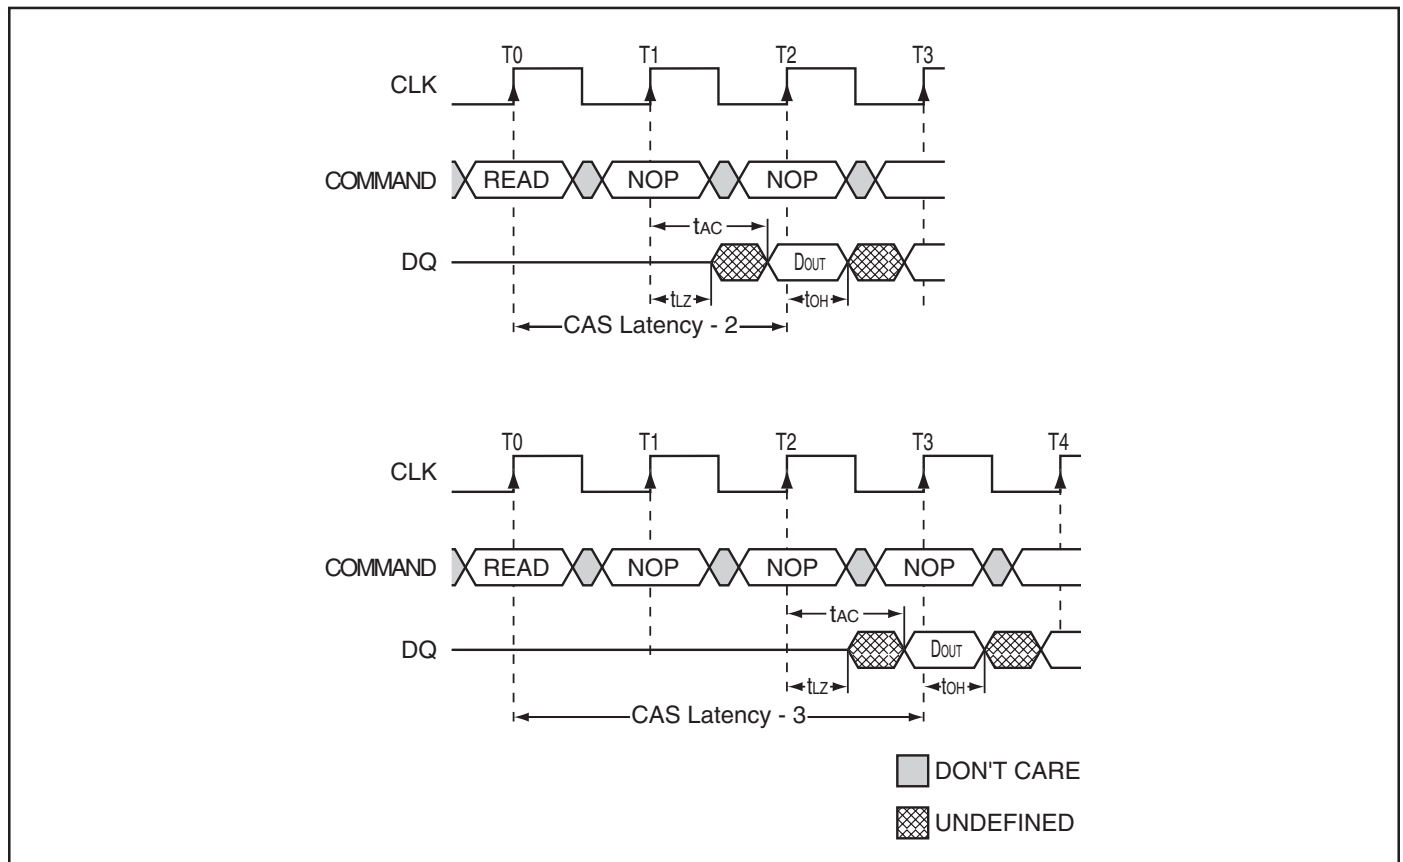 T0 T1 T2 T3
CLK
COMMAND READ NOP NOP
tAC
DQ DOUT
tLZ tOH
CAS Latency - 2
T0 T1 T2 T3 T4
CLK
COMMAND READ NOP NOP NOP
tAC
DQ DOUT
tLZ tOH
CAS Latency - 3
DON'T CARE
UNDEFINED